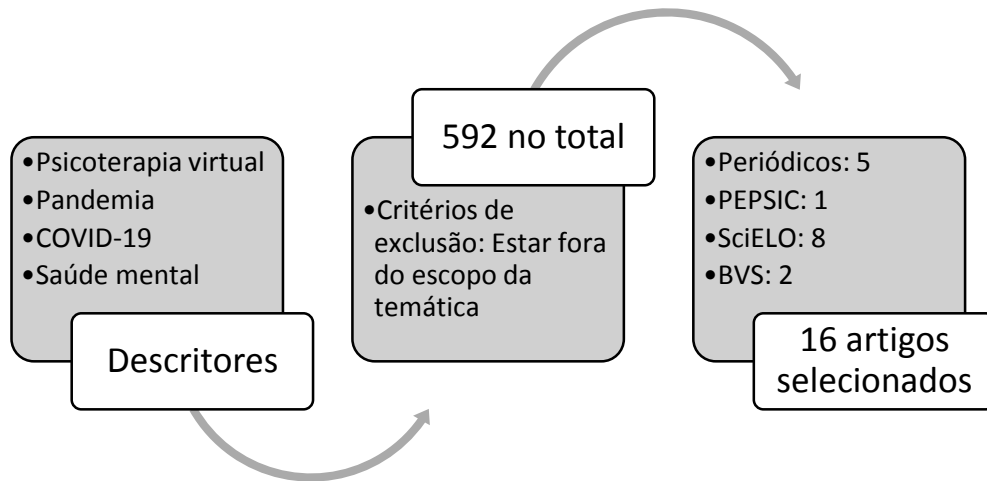 •Psicoterapia virtual
•Pandemia
•COVID-19
•Saúde mental
Descritores
592 no total
•Critérios de
exclusão: Estar fora
do escopo da
temática
•Periódicos: 5
•PEPSIC: 1
•SciELO: 8
•BVS: 2
16 artigos
selecionados